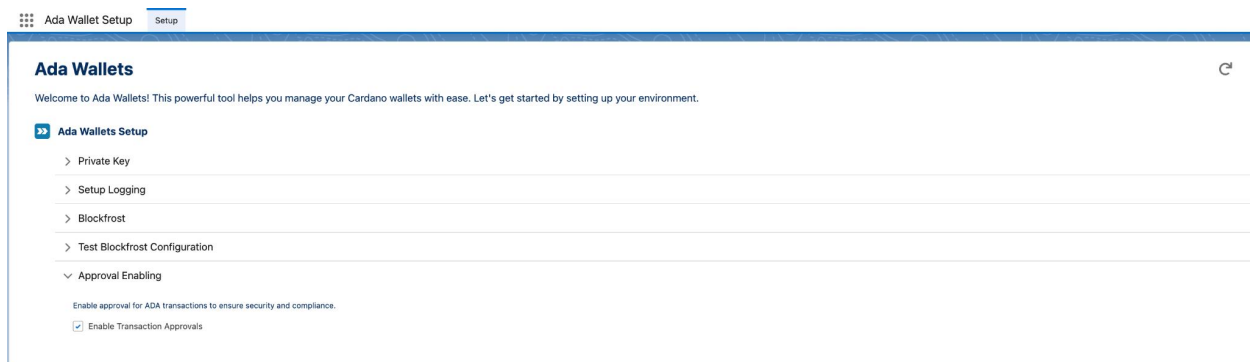 Ada Wallet Setup
Setup
Ada Wallets
Welcome to Ada Wallets! This powerful tool helps you manage your Cardano wallets with ease. Let's get started by setting up your environment.
Ada Wallets Setup
Private Key
Setup Logging
Blockfrost
Test Blockfrost Configuration
Approval Enabling
Enable approval for ADA transactions to ensure security and compliance.
Enable Transaction Approvals